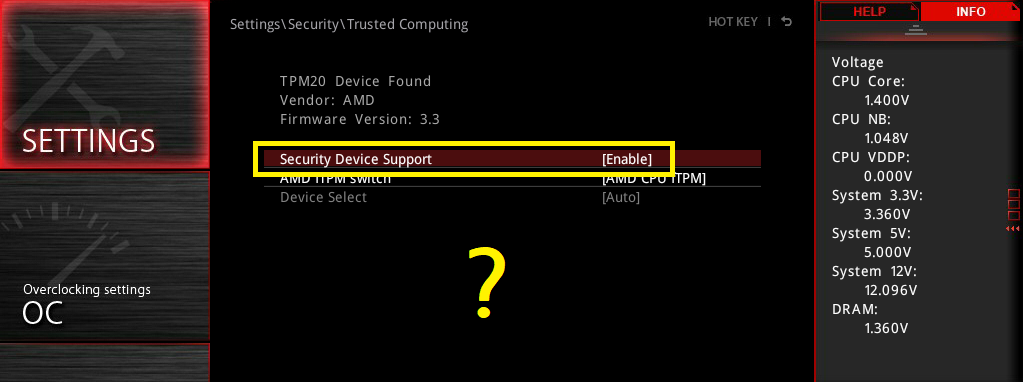 SETTINGS
Overclocking settings
OC
Settings\Security\Trusted Computing
HOT KEY | ↩
TPM20 Device Found
Vendor: AMD
Firmware Version: 3.3
Security Device Support [Enable]
AMD fTPM switch [AMD CPU fTPM]
Device Select [Auto]
?
HELP
INFO
Voltage
CPU Core:
1.400V
CPU NB:
1.048V
CPU VDDP:
0.000V
System 3.3V:
3.360V
System 5V:
5.000V
System 12V:
12.096V
DRAM:
1.360V